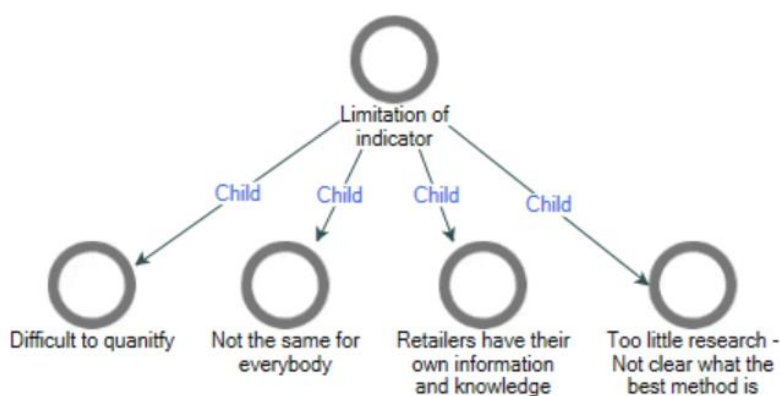 Limitation of
indicator
Child
Child
Child
Child
Difficult to quanitfy
Not the same for
everybody
Retailers have their
own information
and knowledge
Too little research -
Not clear what the
best method is